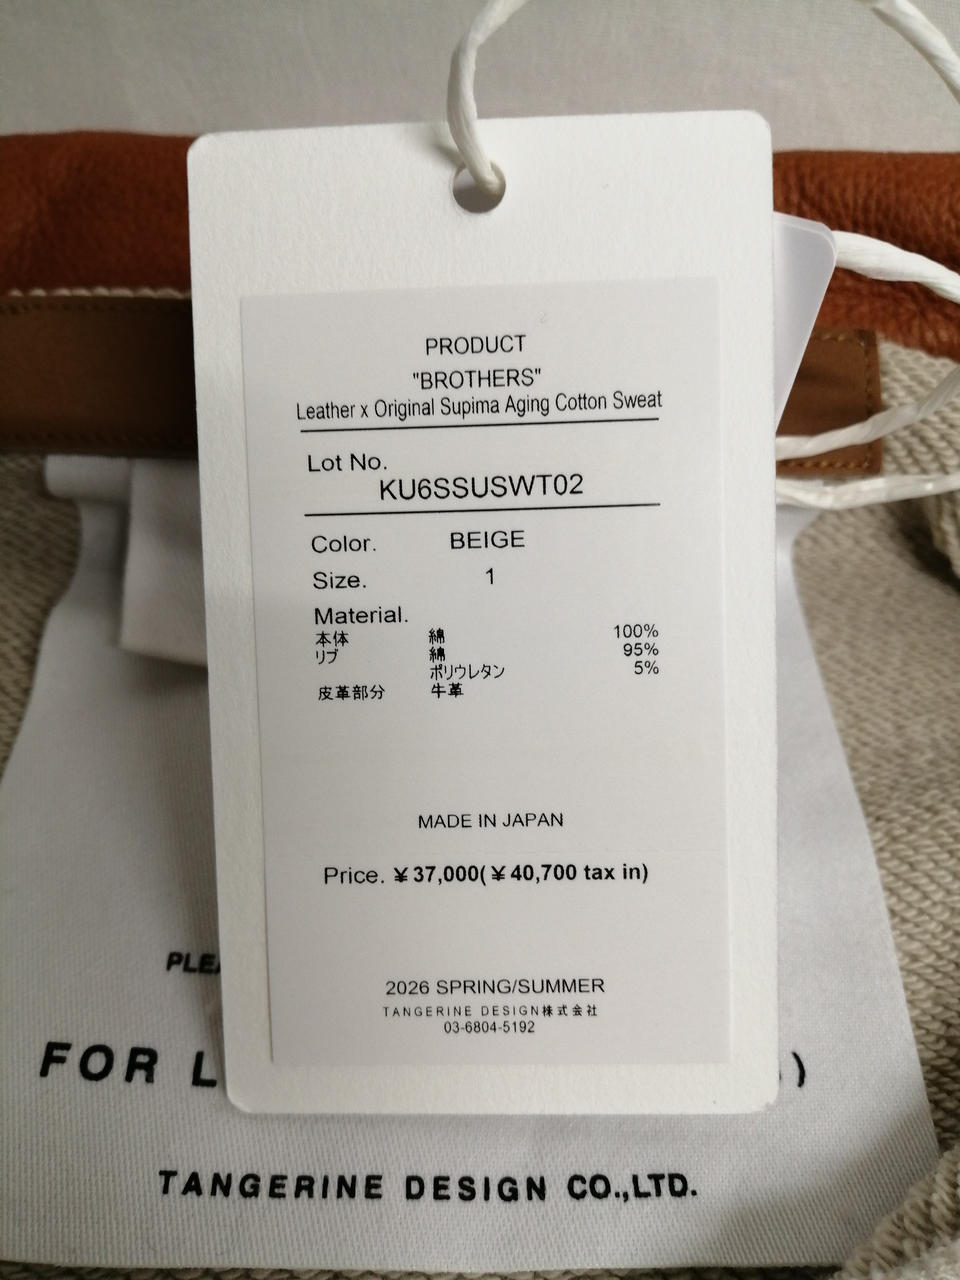 PRODUCT
"BROTHERS"
Leather x Original Supima Aging Cotton Sweat
Lot No.
KU6SSUSWT02
Color. BEIGE
Size. 1
Material.
本体 綿 100%
リブ 綿 95%
ポリウレタン 5%
皮革部分 牛革
MADE IN JAPAN
Price. ¥37,000(¥40,700 tax in)
2026 SPRING/SUMMER
TANGERINE DESIGN株式会社
03-6804-5192
FOR )
TANGERINE DESIGN CO.,LTD.